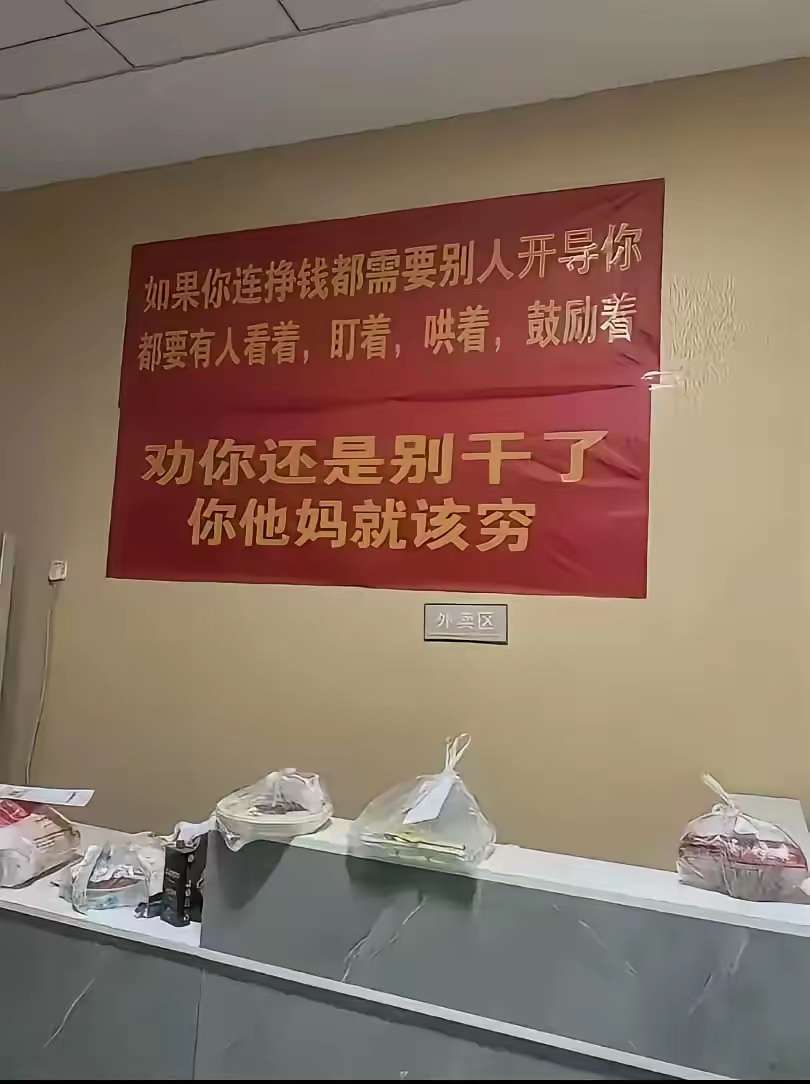 如果你连挣钱都需要别人开导你
都要有人看着，盯着，哄着，鼓励着
劝你还是别干了
你他妈就该穷
外卖区